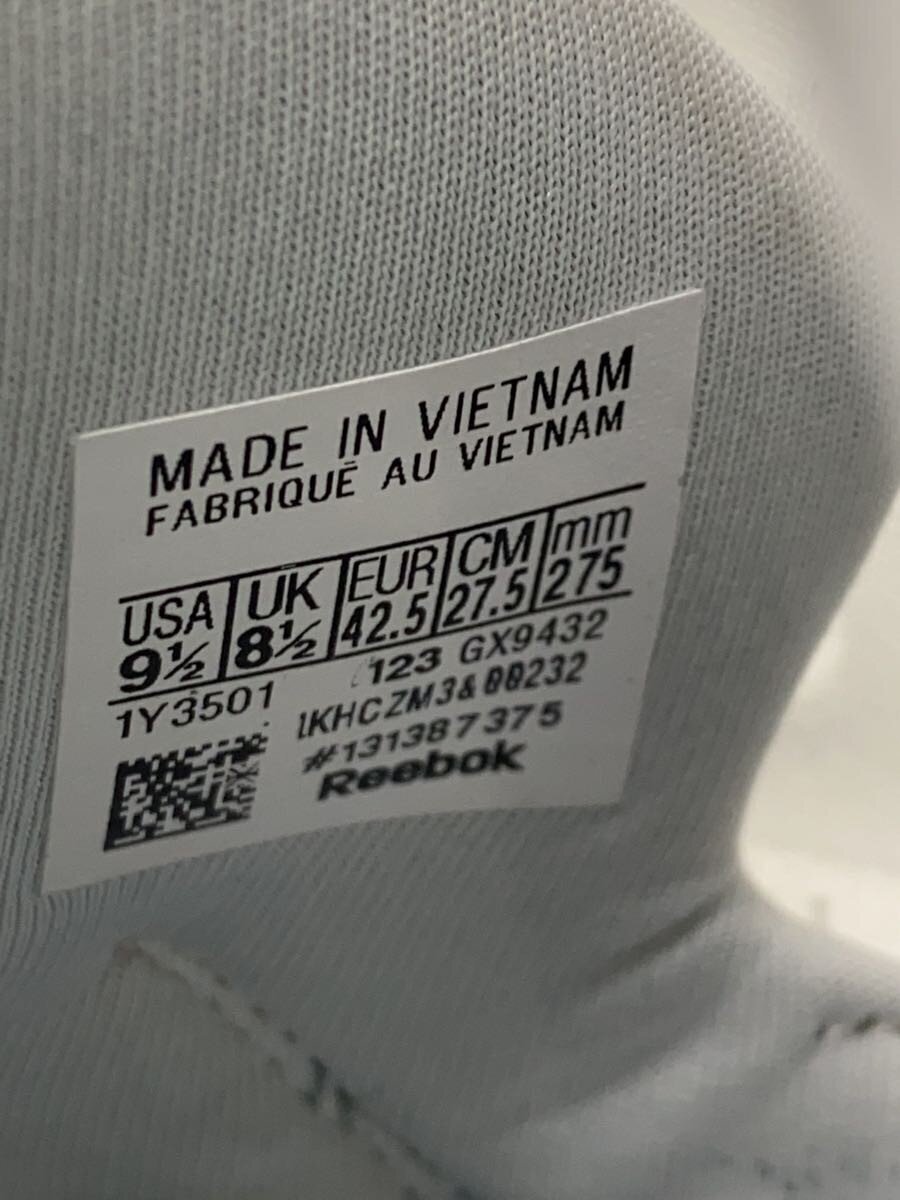 MADE IN VIETNAM
FABRIQUÉ AU VIETNAM
USA UK EUR CM mm
9½ 8½ 42.5 27.5 275
1Y3501 123 GX9432
#131387375
Reebok